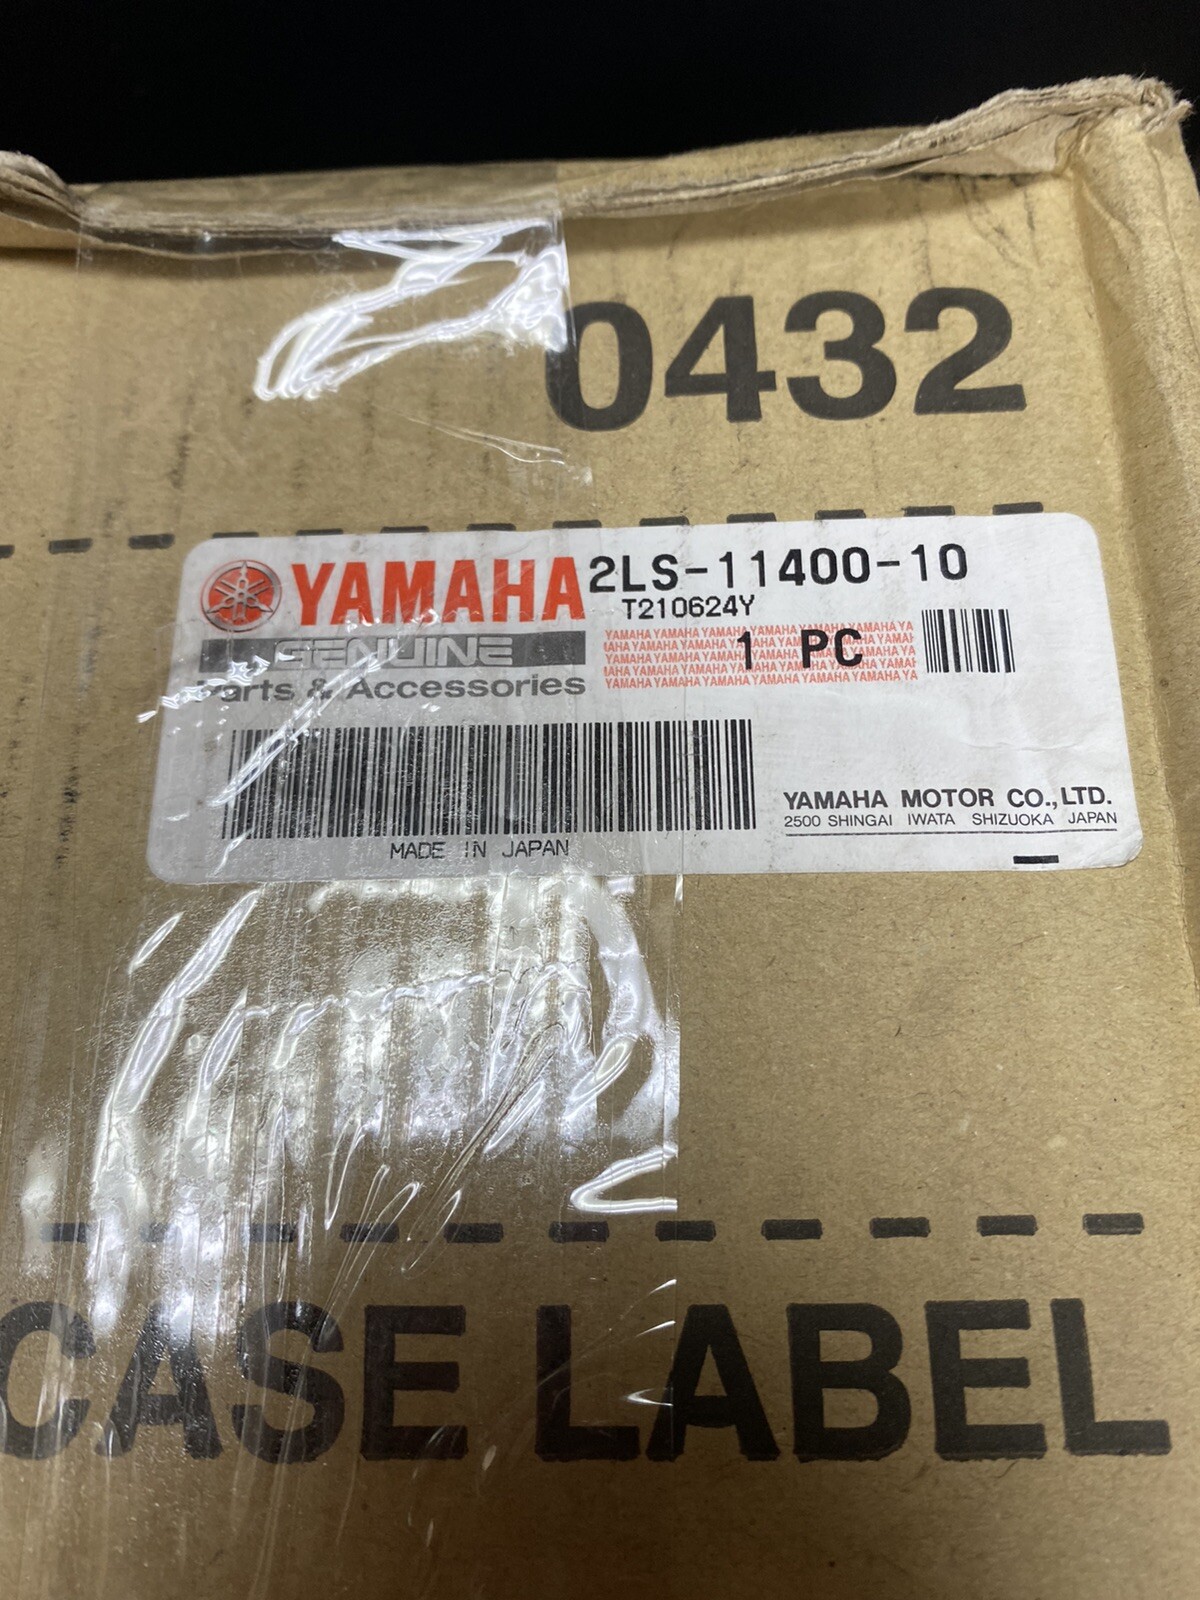 0432
YAMAHA 2LS-11400-10
T210624Y
GENUINE
1 PC
Parts & Accessories
YAMAHA MOTOR CO., LTD.
2500 SHINGAI IWATA SHIZUOKA JAPAN
MADE IN JAPAN
CASE LABEL